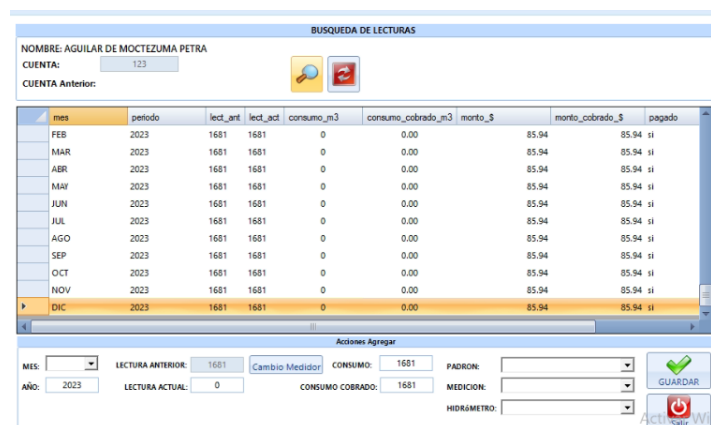 BUSQUEDA DE LECTURAS
NOMBRE: AGUILAR DE MOCTEZUMA PETRA
CUENTA: 123
CUENTA Anterior:
mes periodo lect_ant lect_act consumo_m3 consumo_cobrado_m3 monto_$ monto_cobrado_$ pagado
FEB 2023 1681 1681 0 0.00 85.94 85.94 si
MAR 2023 1681 1681 0 0.00 85.94 85.94 si
ABR 2023 1681 1681 0 0.00 85.94 85.94 si
MAY 2023 1681 1681 0 0.00 85.94 85.94 si
JUN 2023 1681 1681 0 0.00 85.94 85.94 si
JUL 2023 1681 1681 0 0.00 85.94 85.94 si
AGO 2023 1681 1681 0 0.00 85.94 85.94 si
SEP 2023 1681 1681 0 0.00 85.94 85.94 si
OCT 2023 1681 1681 0 0.00 85.94 85.94 si
NOV 2023 1681 1681 0 0.00 85.94 85.94 si
DIC 2023 1681 1681 0 0.00 85.94 85.94 si
Acciones Agregar
MES: LECTURA ANTERIOR: 1681 Cambio Medidor CONSUMO: 1681 PADRON:
AÑO: 2023 LECTURA ACTUAL: 0 CONSUMO COBRADO: 1681 MEDICION: GUARDAR
HIDRóMETRO:
Salir